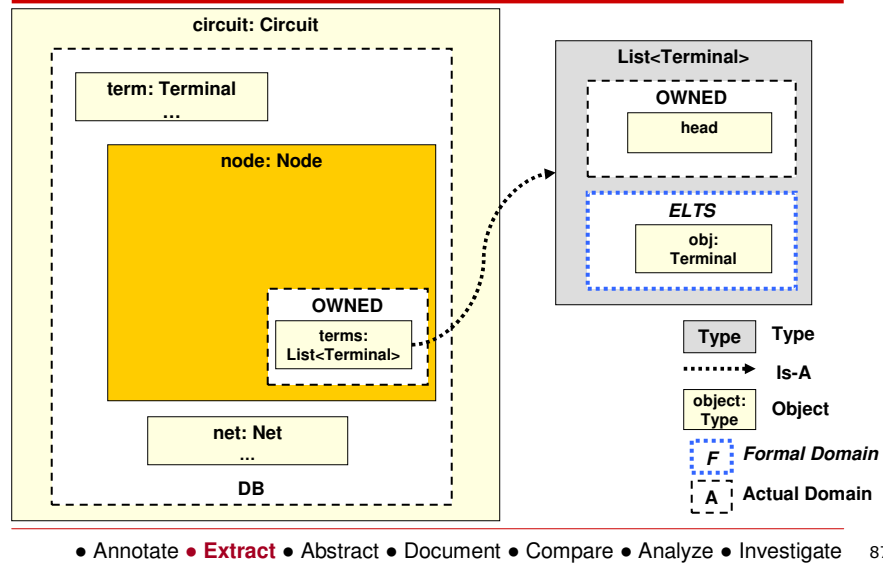 circuit: Circuit
term: Terminal
...
node: Node
OWNED
terms:
List<Terminal>
net: Net
...
DB
List<Terminal>
OWNED
head
ELTS
obj:
Terminal
Type Type
Is-A
object:
Type
Object
F Formal Domain
A Actual Domain
● Annotate ● Extract ● Abstract ● Document ● Compare ● Analyze ● Investigate 87